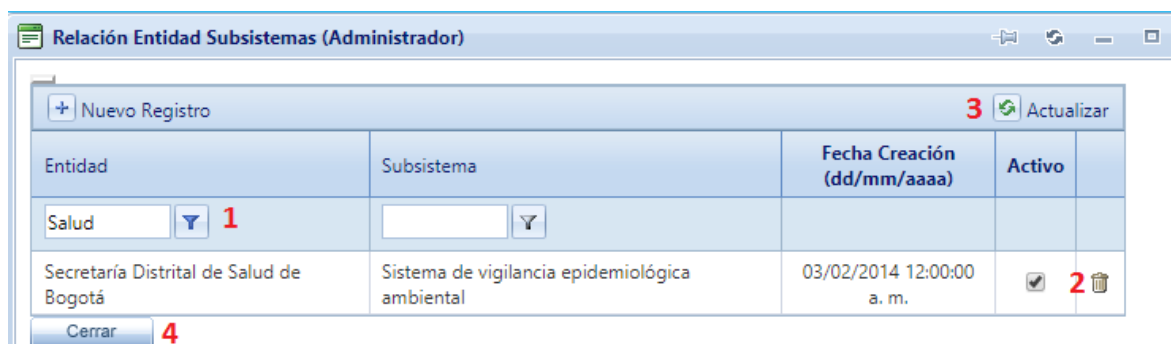 Relación Entidad Subsistemas (Administrador)
Nuevo Registro
3
Actualizar
Entidad
Subsistema
Fecha Creación
(dd/mm/aaaa)
Activo
Salud
1
Secretaría Distrital de Salud de
Bogotá
Sistema de vigilancia epidemiológica
ambiental
03/02/2014 12:00:00
a. m.
2
Cerrar
4